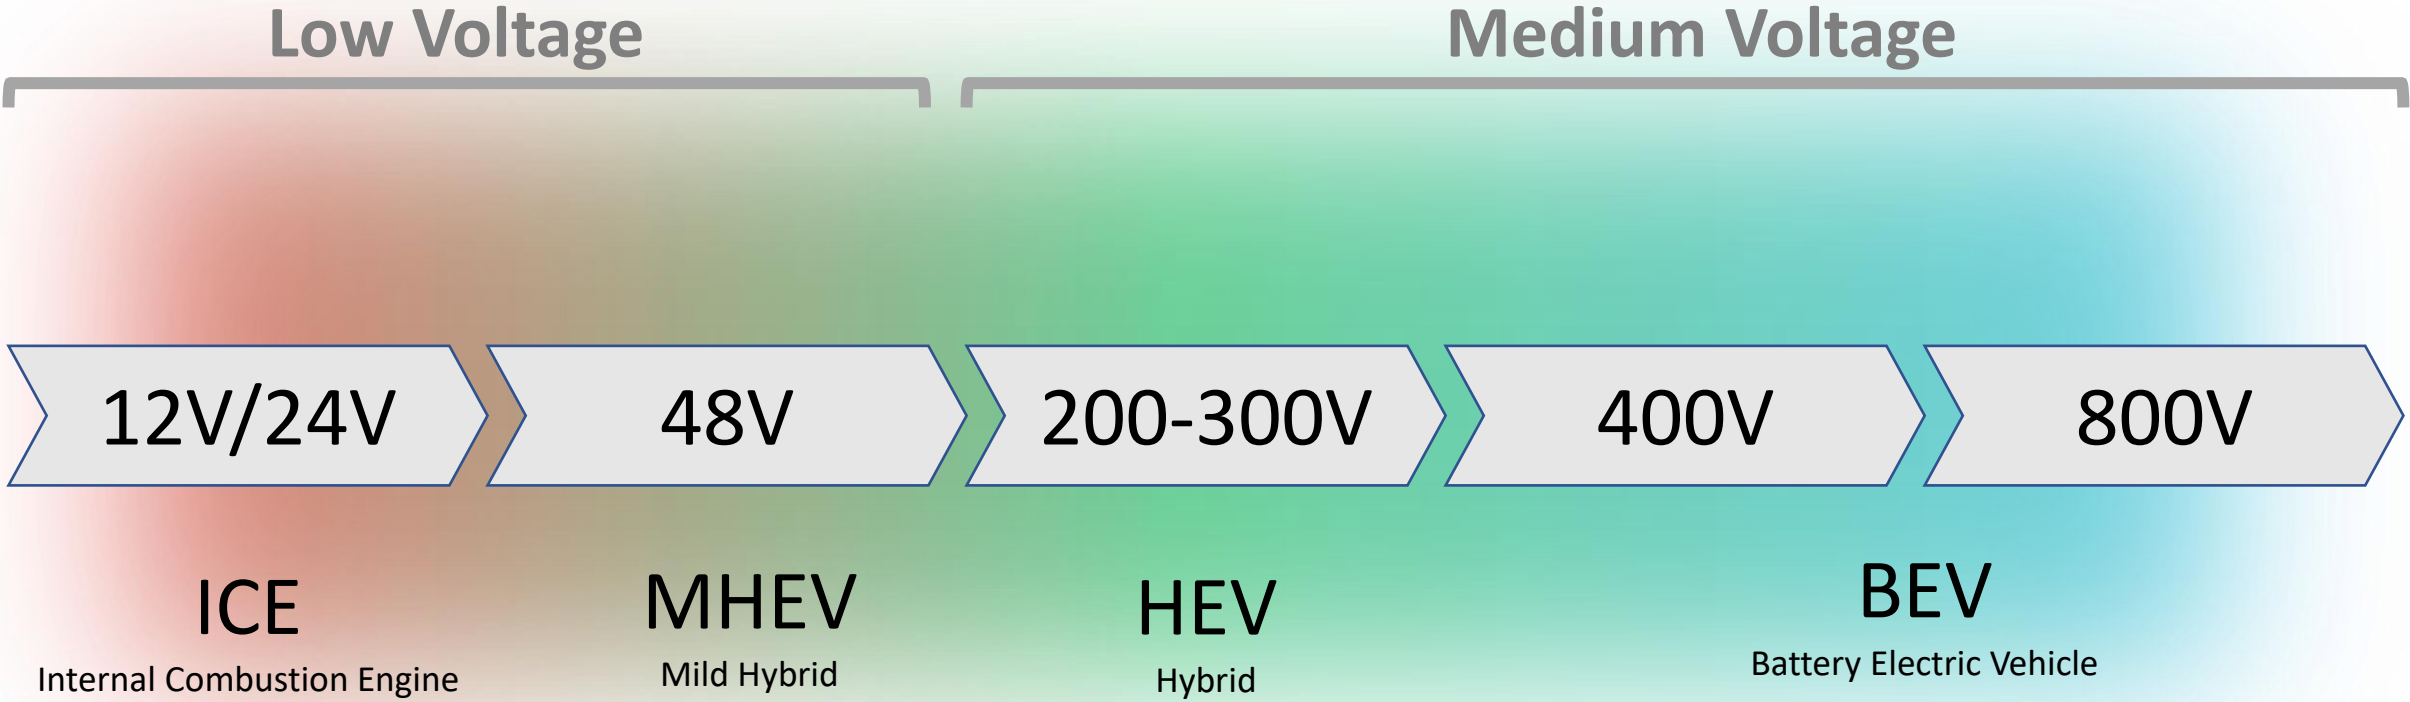 Low Voltage
Medium Voltage
12V/24V
48V
200-300V
400V
800V
ICE
Internal Combustion Engine
MHEV
Mild Hybrid
HEV
Hybrid
BEV
Battery Electric Vehicle